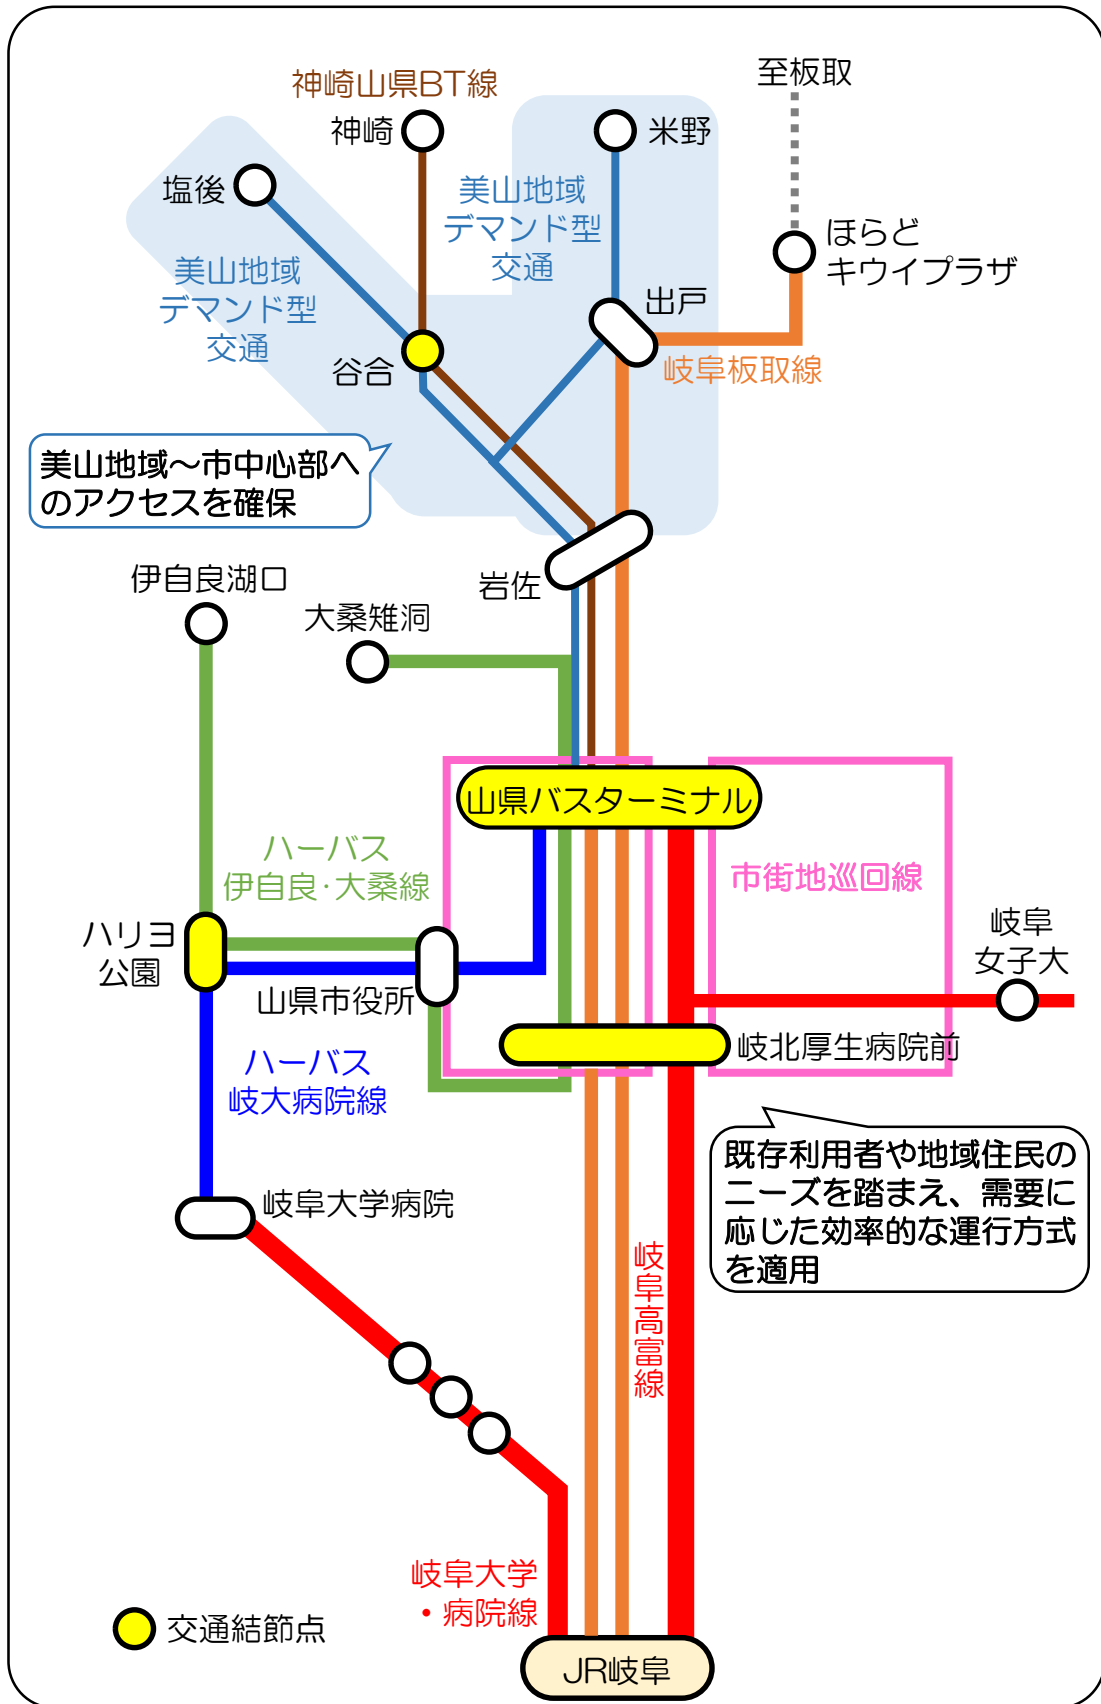 神崎山県BT線
至板取
神崎
米野
塩後
美山地域
デマンド型
交通
ほらど
キウイプラザ
美山地域
デマンド型
交通
出戸
谷合
岐阜板取線
美山地域～市中心部へ
のアクセスを確保
岩佐
伊自良湖口
大桑雉洞
山県バスターミナル
ハーバス
伊自良・大桑線
市街地巡回線
ハリヨ
公園
岐阜
女子大
山県市役所
岐北厚生病院前
ハーバス
岐大病院線
既存利用者や地域住民の
ニーズを踏まえ、需要に
応じた効率的な運行方式
を適用
岐阜大学病院
岐阜高富線
岐阜大学
・病院線
交通結節点
JR岐阜